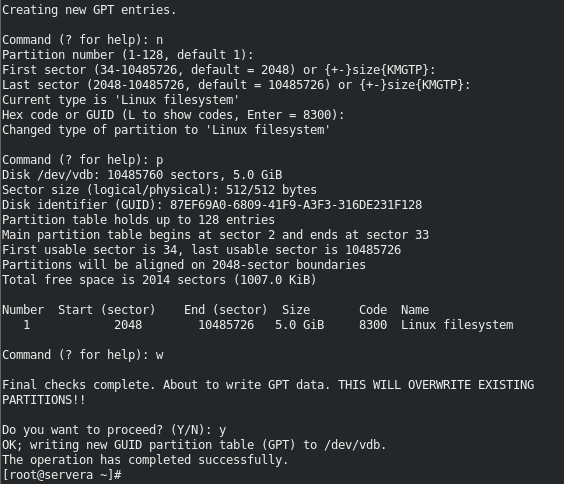 Creating new GPT entries.

Command (? for help): n
Partition number (1-128, default 1):
First sector (34-10485726, default = 2048) or {+-}size{KMGTP}:
Last sector (2048-10485726, default = 10485726) or {+-}size{KMGTP}:
Current type is 'Linux filesystem'
Hex code or GUID (L to show codes, Enter = 8300):
Changed type of partition to 'Linux filesystem'

Command (? for help): p
Disk /dev/vdb: 10485760 sectors, 5.0 GiB
Sector size (logical/physical): 512/512 bytes
Disk identifier (GUID): 87EF69A0-6809-41F9-A3F3-316DE231F128
Partition table holds up to 128 entries
Main partition table begins at sector 2 and ends at sector 33
First usable sector is 34, last usable sector is 10485726
Partitions will be aligned on 2048-sector boundaries
Total free space is 2014 sectors (1007.0 KiB)

Number  Start (sector)    End (sector)  Size       Code  Name
   1            2048        10485726   5.0 GiB     8300  Linux filesystem

Command (? for help): w

Final checks complete. About to write GPT data. THIS WILL OVERWRITE EXISTING
PARTITIONS!!

Do you want to proceed? (Y/N): y
OK; writing new GUID partition table (GPT) to /dev/vdb.
The operation has completed successfully.
[root@servera ~]#